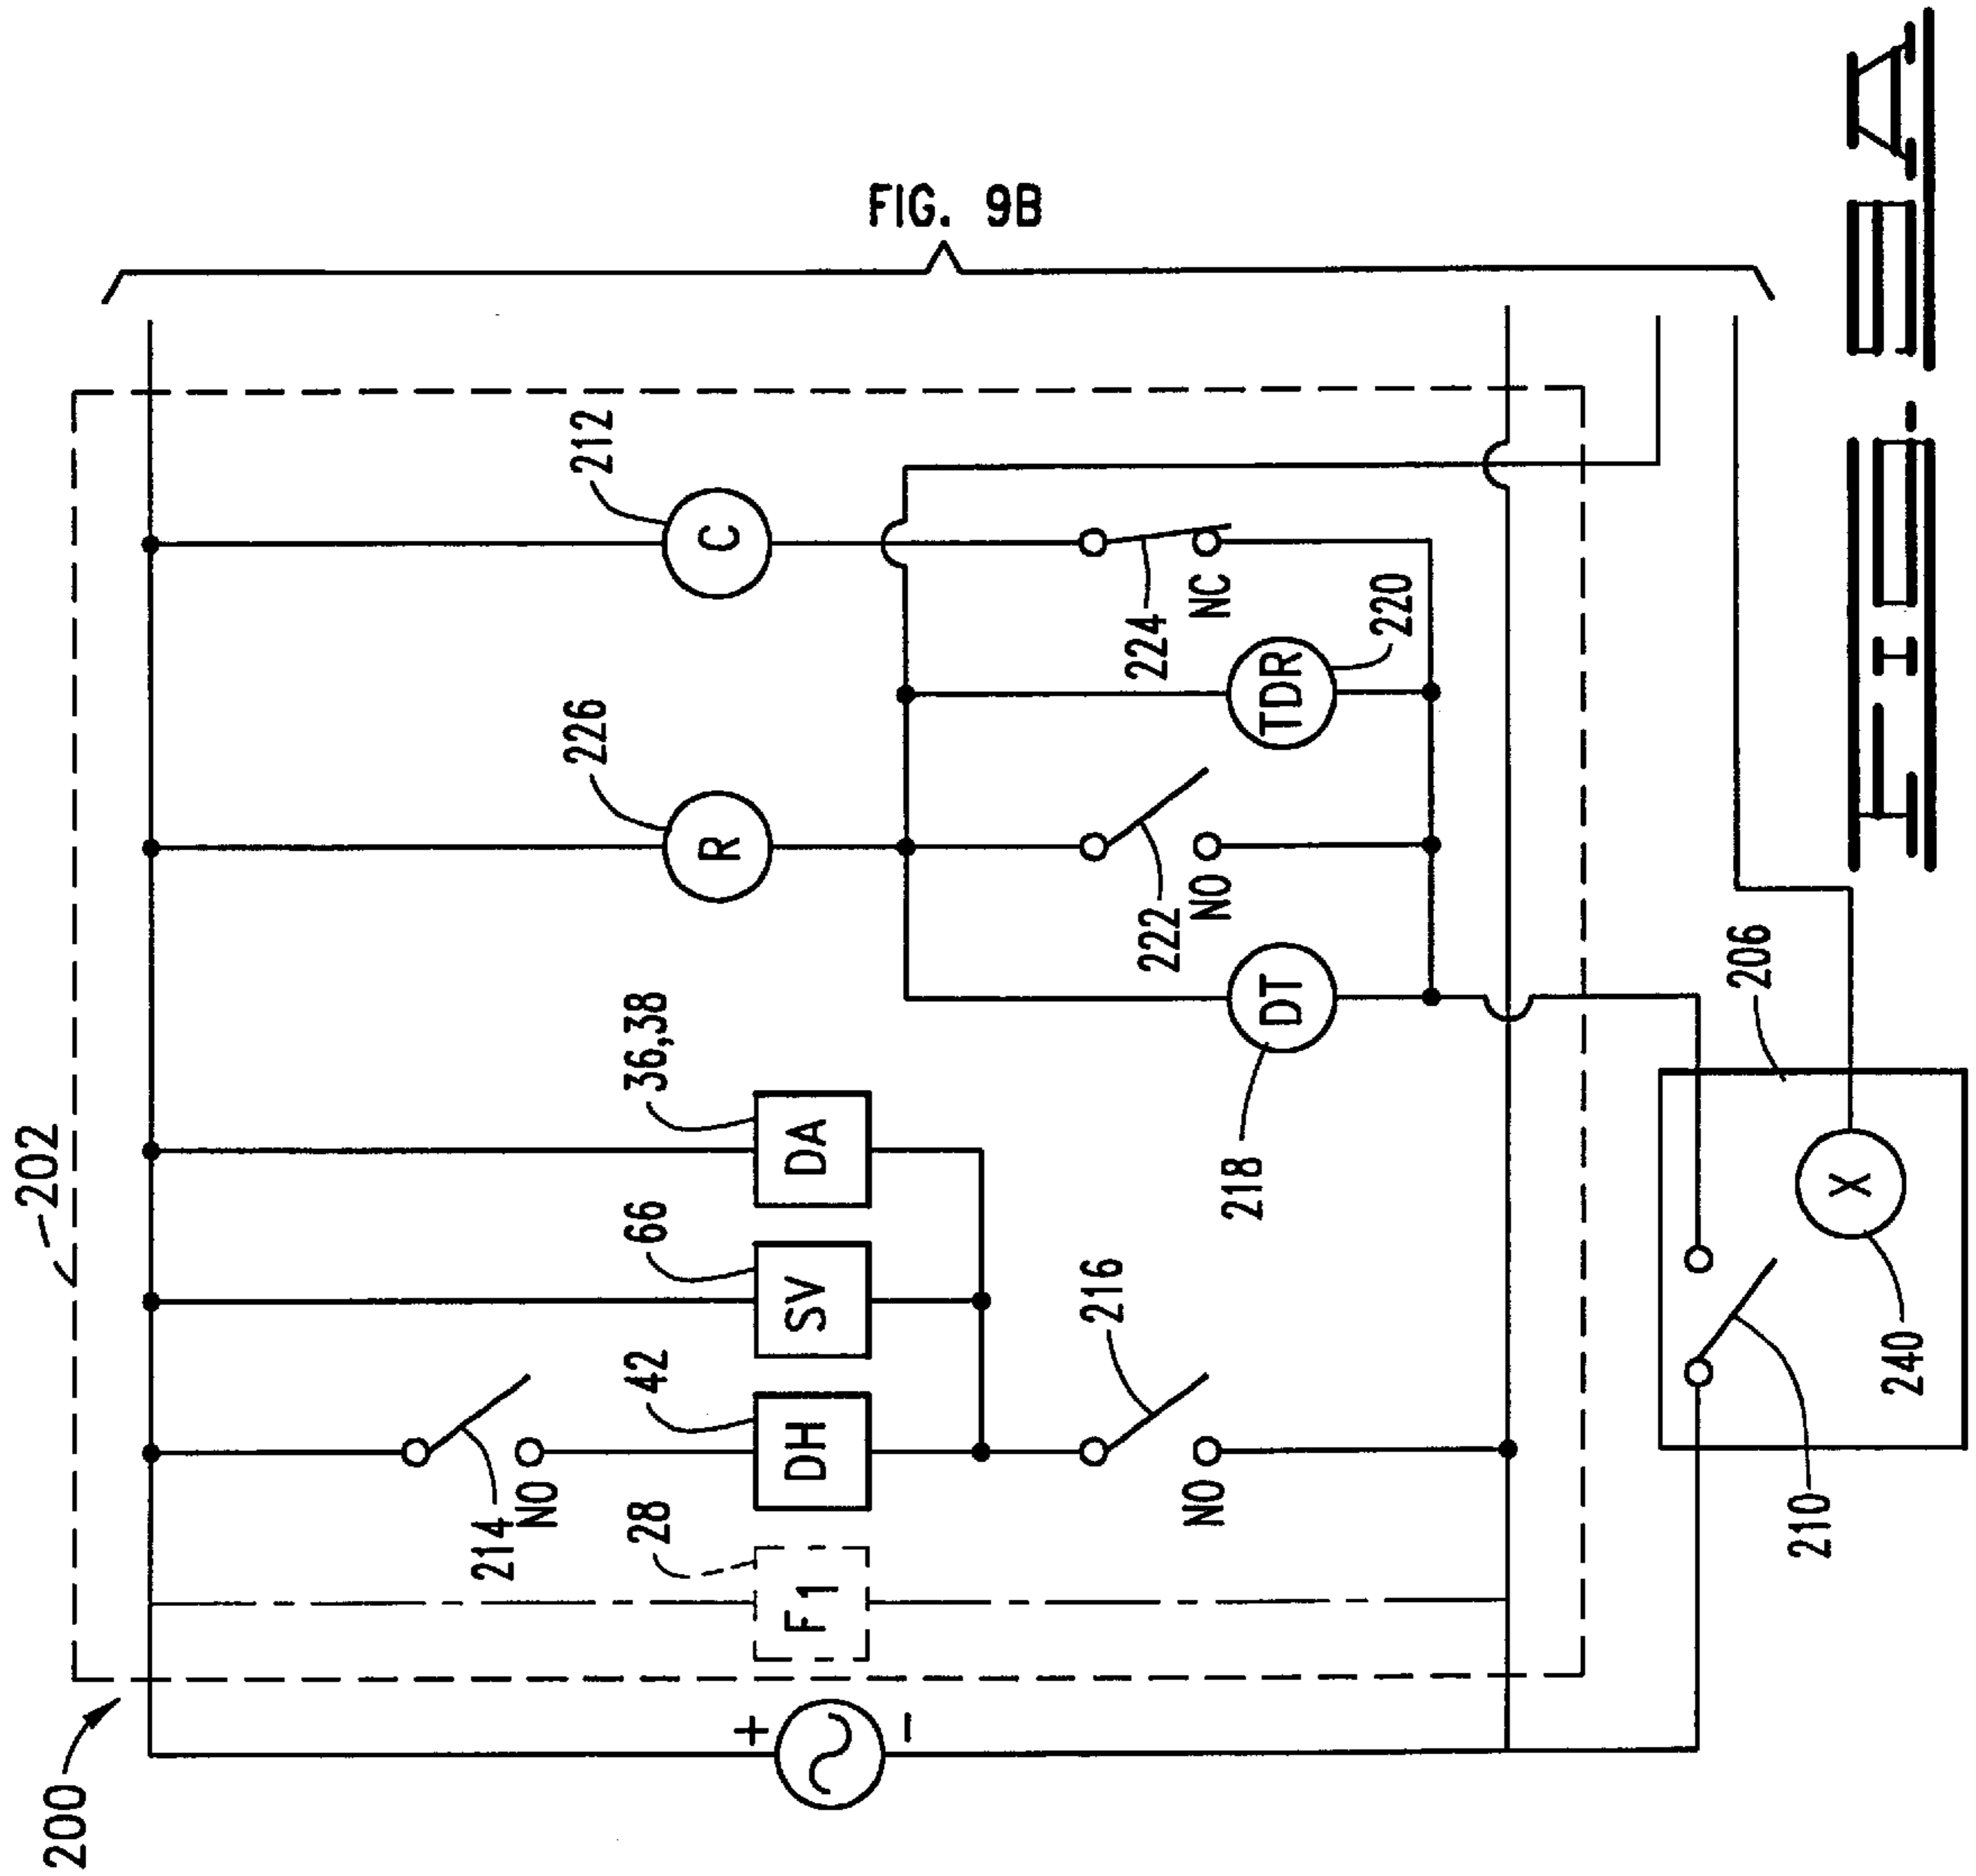 200
202
214
NO
226
212
28
42
66
36,38
R
C
+
F1
DH
SV
DA
−
FIG. 9B
216
222
224
NO
NO
NC
218
DT
TDR
220
206
210
240
X
FIG. 9A